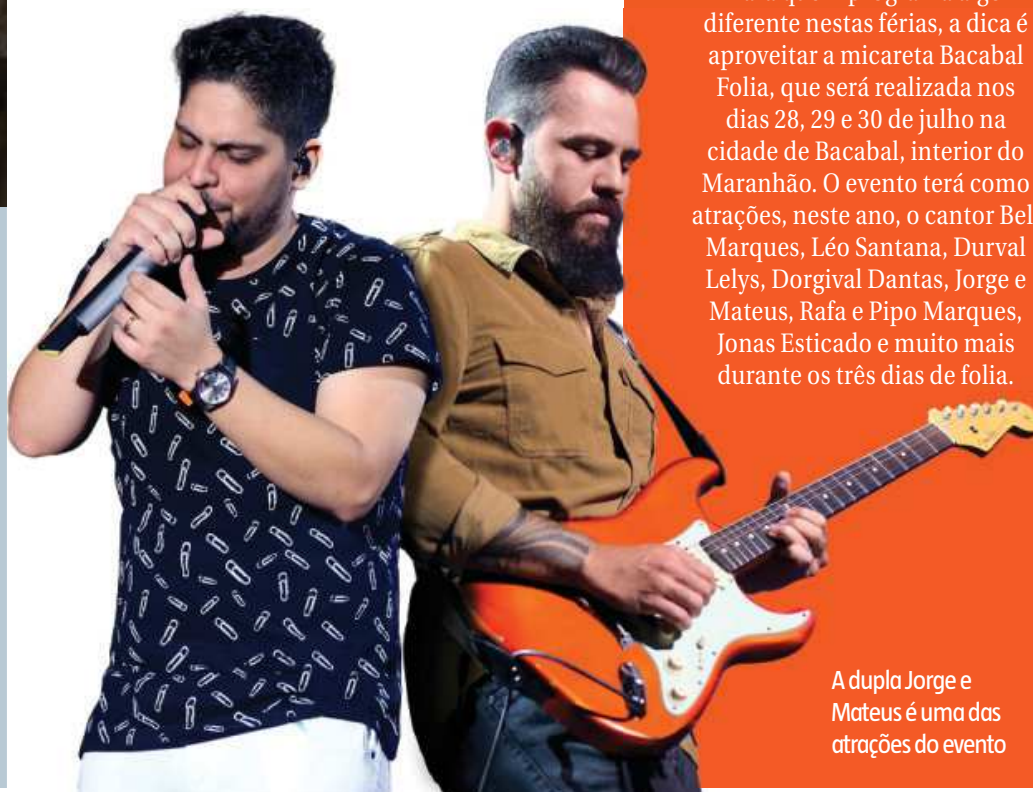 diferente nestas férias, a dica é
aproveitar a micareta Bacabal
Folia, que será realizada nos
dias 28, 29 e 30 de julho na
cidade de Bacabal, interior do
Maranhão. O evento terá como
atrações, neste ano, o cantor Bel
Marques, Léo Santana, Durval
Lelys, Dorgival Dantas, Jorge e
Mateus, Rafa e Pipo Marques,
Jonas Esticado e muito mais
durante os três dias de folia.
A dupla Jorge e
Mateus é uma das
atrações do evento